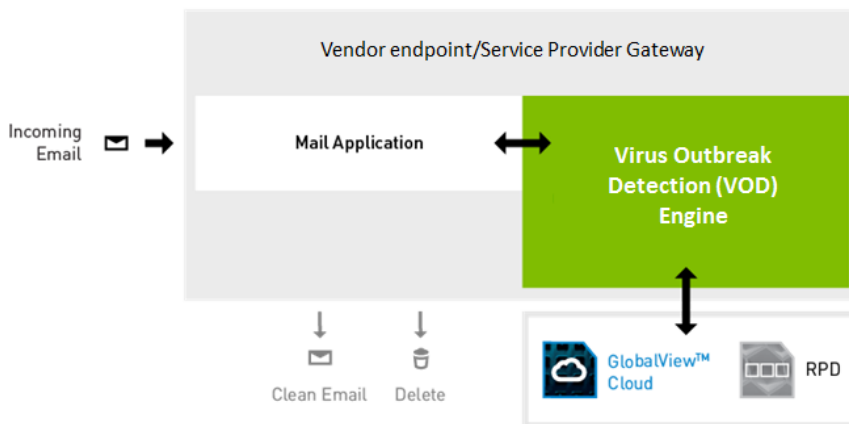 Vendor endpoint/Service Provider Gateway
Incoming
Email
Mail Application
Virus Outbreak
Detection (VOD)
Engine
Clean Email
Delete
GlobalView™
Cloud
RPD